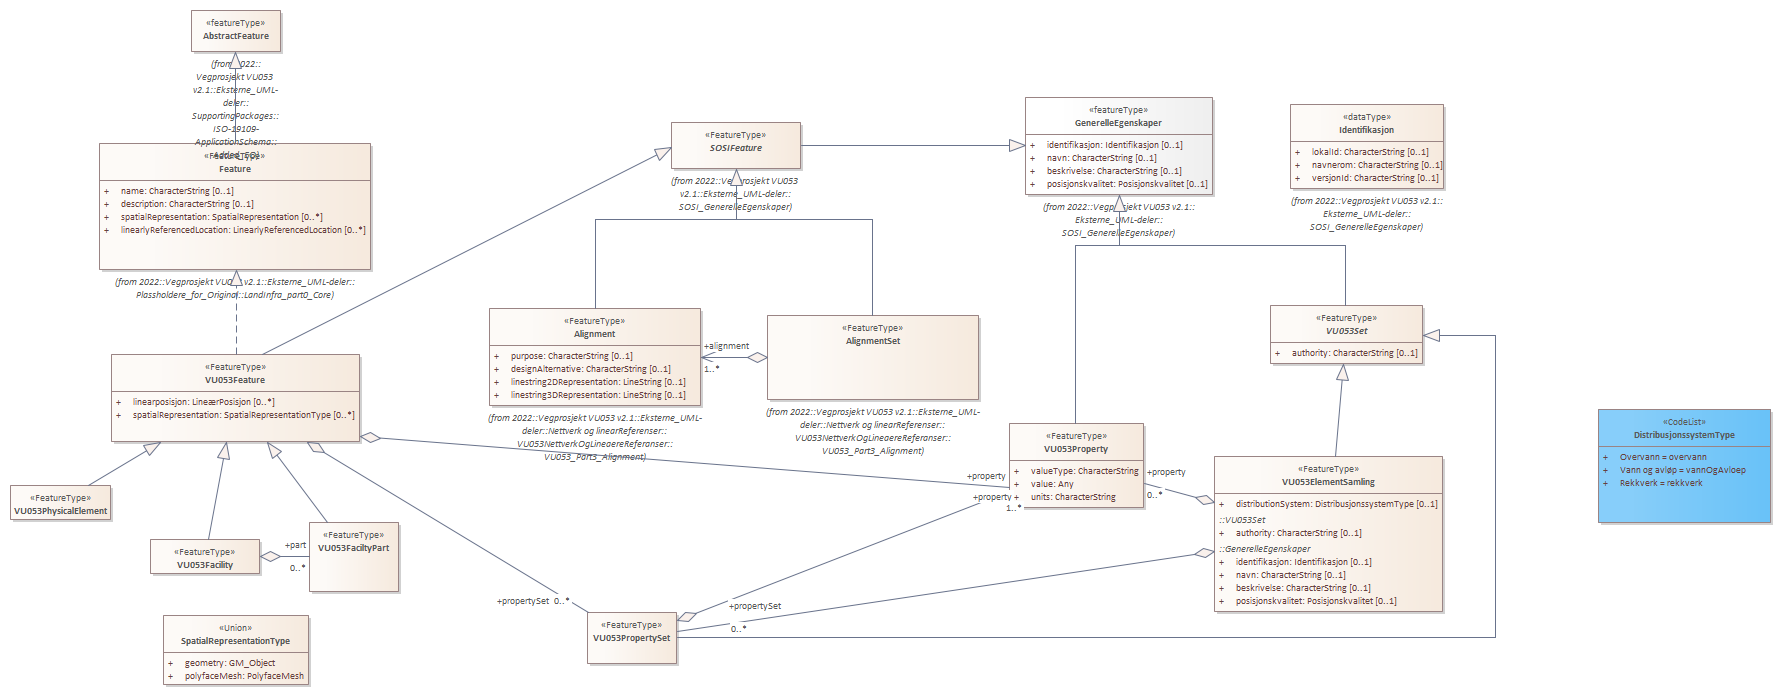 «featureType»
AbstractFeature
(from 2022::
Vegprosjekt VU053
v2.1::Eksterne_UML-
deler::
SupportingPackages::
ISO-19109-
ApplicationSchema::
«FeatureType»
Feature
+ name: CharacterString [0..1]
+ description: CharacterString [0..1]
+ spatialRepresentation: SpatialRepresentation [0..*]
+ linearlyReferencedLocation: LinearlyReferencedLocation [0..*]
(from 2022::Vegprosjekt VU053 v2.1::Eksterne_UML-deler::
Plassholdere_for_Original::LandInfra_part0_Core)
«FeatureType»
VU053Feature
+ linearposisjon: LineærPosisjon [0..*]
+ spatialRepresentation: SpatialRepresentationType [0..*]
«FeatureType»
VU053PhysicalElement
«FeatureType»
VU053Facility
+part
0..*
«FeatureType»
VU053FaciltyPart
«Union»
SpatialRepresentationType
+ geometry: GM_Object
+ polyfaceMesh: PolyfaceMesh
«FeatureType»
SOSIFeature
(from 2022::Vegprosjekt VU053
v2.1::Eksterne_UML-deler::
SOSI_GenerelleEgenskaper)
«FeatureType»
Alignment
+ purpose: CharacterString [0..1]
+ designAlternative: CharacterString [0..1]
+ linestring2DRepresentation: LineString [0..1]
+ linestring3DRepresentation: LineString [0..1]
(from 2022::Vegprosjekt VU053 v2.1::Eksterne_UML-
deler::Nettverk og linearReferenser::
VU053NettverkOgLineaereReferanser::
VU053_Part3_Alignment)
+alignment
1..*
«FeatureType»
AlignmentSet
(from 2022::Vegprosjekt VU053 v2.1::Eksterne_UML-
deler::Nettverk og linearReferenser::
VU053NettverkOgLineaereReferanser::
VU053_Part3_Alignment)
«featureType»
GenerelleEgenskaper
+ identifikasjon: Identifikasjon [0..1]
+ navn: CharacterString [0..1]
+ beskrivelse: CharacterString [0..1]
+ posisjonskvalitet: Posisjonskvalitet [0..1]
(from 2022::Vegprosjekt VU053 v2.1::
Eksterne_UML-deler::
SOSI_GenerelleEgenskaper)
«dataType»
Identifikasjon
+ lokalId: CharacterString [0..1]
+ navnerom: CharacterString [0..1]
+ versjonId: CharacterString [0..1]
(from 2022::Vegprosjekt VU053 v2.1::
Eksterne_UML-deler::
SOSI_GenerelleEgenskaper)
«FeatureType»
VU053Set
+ authority: CharacterString [0..1]
«FeatureType»
VU053Property
+ valueType: CharacterString
+ value: Any
+ units: CharacterString
+property
+property
1..*
+property
0..*
«FeatureType»
VU053ElementSamling
+ distributionSystem: DistribusjonssystemType [0..1]
::VU053Set
+ authority: CharacterString [0..1]
::GenerelleEgenskaper
+ identifikasjon: Identifikasjon [0..1]
+ navn: CharacterString [0..1]
+ beskrivelse: CharacterString [0..1]
+ posisjonskvalitet: Posisjonskvalitet [0..1]
«CodeList»
DistribusjonssystemType
+ Overvann = overvann
+ Vann og avløp = vannOgAvloep
+ Rekkverk = rekkverk
+propertySet 0..*
+propertySet
0..*
«FeatureType»
VU053PropertySet